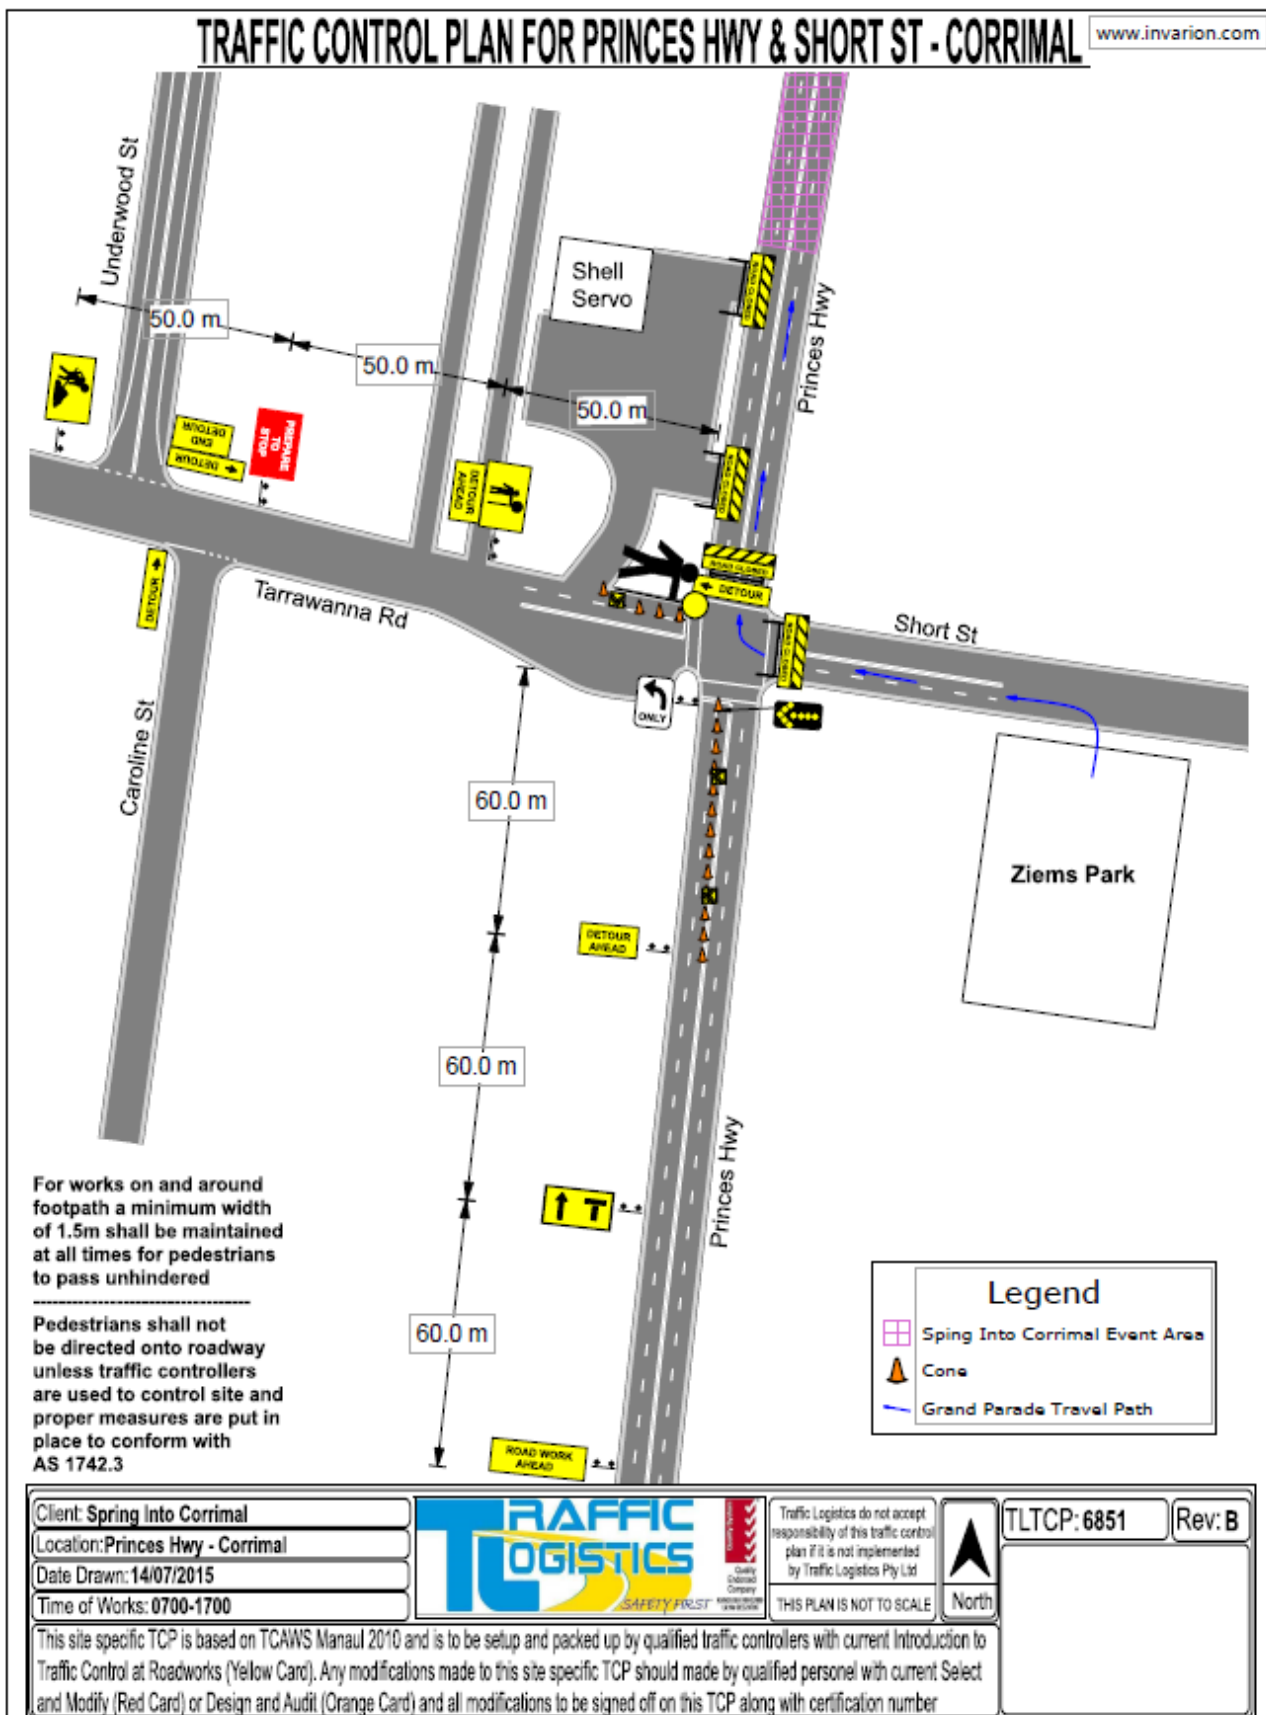 TRAFFIC CONTROL PLAN FOR PRINCES HWY & SHORT ST - CORRIMAL
www.invarion.com
Underwood St
50.0 m
50.0 m
50.0 m
Shell
Servo
Princes Hwy
ROAD CLOSED
ROAD CLOSED
DETOUR
END
DETOUR
PREPARE
TO
STOP
DETOUR
AHEAD
ROAD CLOSED
DETOUR
DETOUR
Tarrawanna Rd
Short St
ROAD CLOSED
ONLY
Caroline St
60.0 m
Ziems Park
DETOUR
AHEAD
60.0 m
Princes Hwy
T
60.0 m
ROAD WORK
AHEAD
For works on and around
footpath a minimum width
of 1.5m shall be maintained
at all times for pedestrians
to pass unhindered
-----------------------------------
Pedestrians shall not
be directed onto roadway
unless traffic controllers
are used to control site and
proper measures are put in
place to conform with
AS 1742.3
Legend
Sping Into Corrimal Event Area
Cone
Grand Parade Travel Path
Client: Spring Into Corrimal
Location: Princes Hwy - Corrimal
Date Drawn: 14/07/2015
Time of Works: 0700-1700
TRAFFIC
LOGISTICS
SAFETY FIRST
Quality
Endorsed
Company
Traffic Logistics do not accept
responsibility of this traffic control
plan if it is not implemented
by Traffic Logistics Pty Ltd
THIS PLAN IS NOT TO SCALE
North
TLTCP: 6851
Rev: B
This site specific TCP is based on TCAWS Manaul 2010 and is to be setup and packed up by qualified traffic controllers with current Introduction to
Traffic Control at Roadworks (Yellow Card). Any modifications made to this site specific TCP should made by qualified personel with current Select
and Modify (Red Card) or Design and Audit (Orange Card) and all modifications to be signed off on this TCP along with certification number